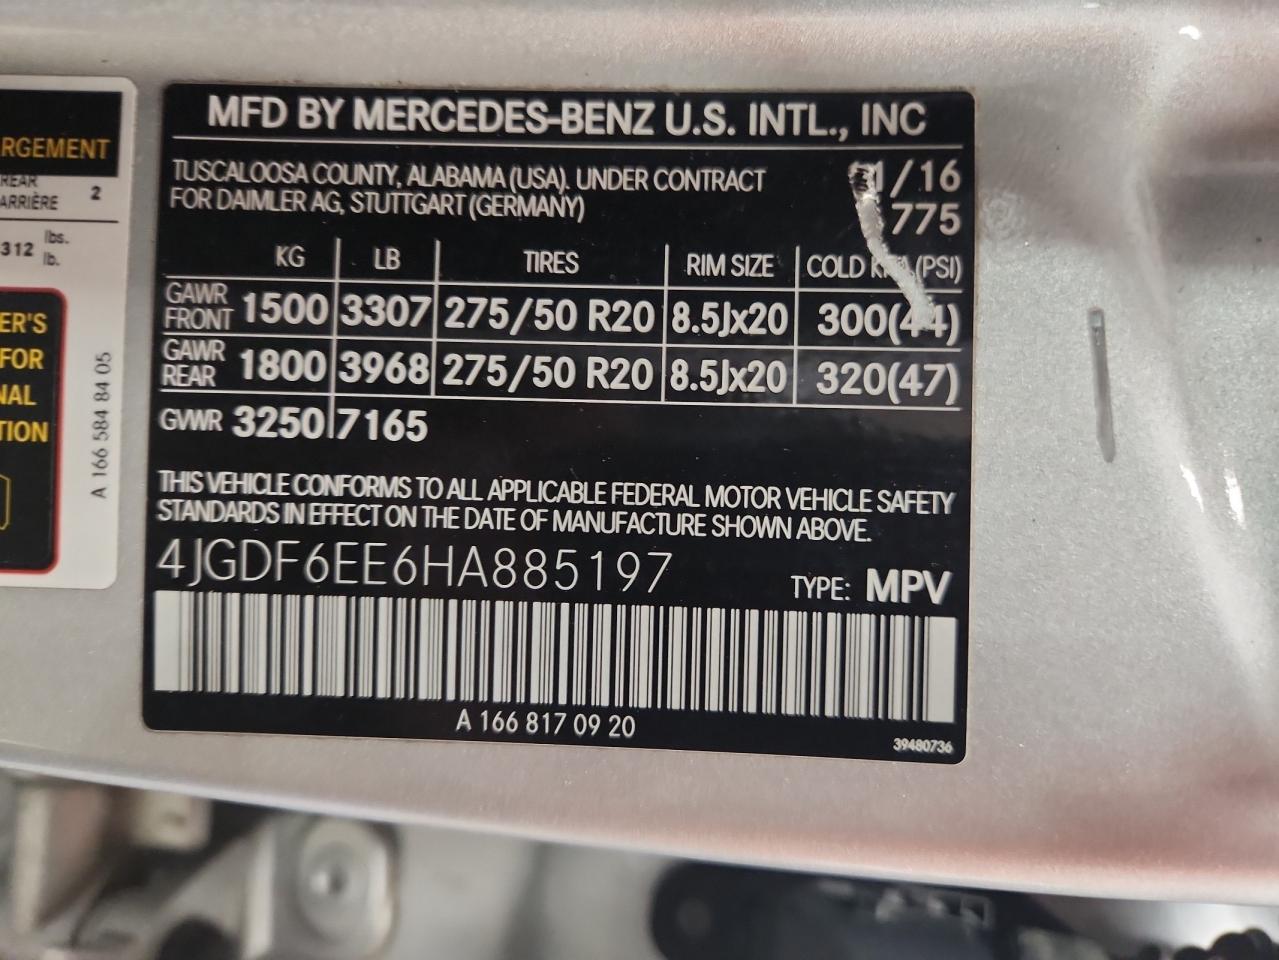 RGEMENT
REAR
ARRIÈRE
2
312 lbs.
lb.
ER'S
FOR
NAL
TION
A 166 584 84 05
MFD BY MERCEDES-BENZ U.S. INTL., INC
TUSCALOOSA COUNTY, ALABAMA (USA). UNDER CONTRACT
FOR DAIMLER AG, STUTTGART (GERMANY)
1/16
775
KG LB TIRES RIM SIZE COLD (PSI)
GAWR FRONT 1500 3307 275/50 R20 8.5Jx20 300(44)
GAWR REAR 1800 3968 275/50 R20 8.5Jx20 320(47)
GVWR 3250 7165
THIS VEHICLE CONFORMS TO ALL APPLICABLE FEDERAL MOTOR VEHICLE SAFETY
STANDARDS IN EFFECT ON THE DATE OF MANUFACTURE SHOWN ABOVE.
4JGDF6EE6HA885197
TYPE: MPV
A 166 817 09 20
39480736